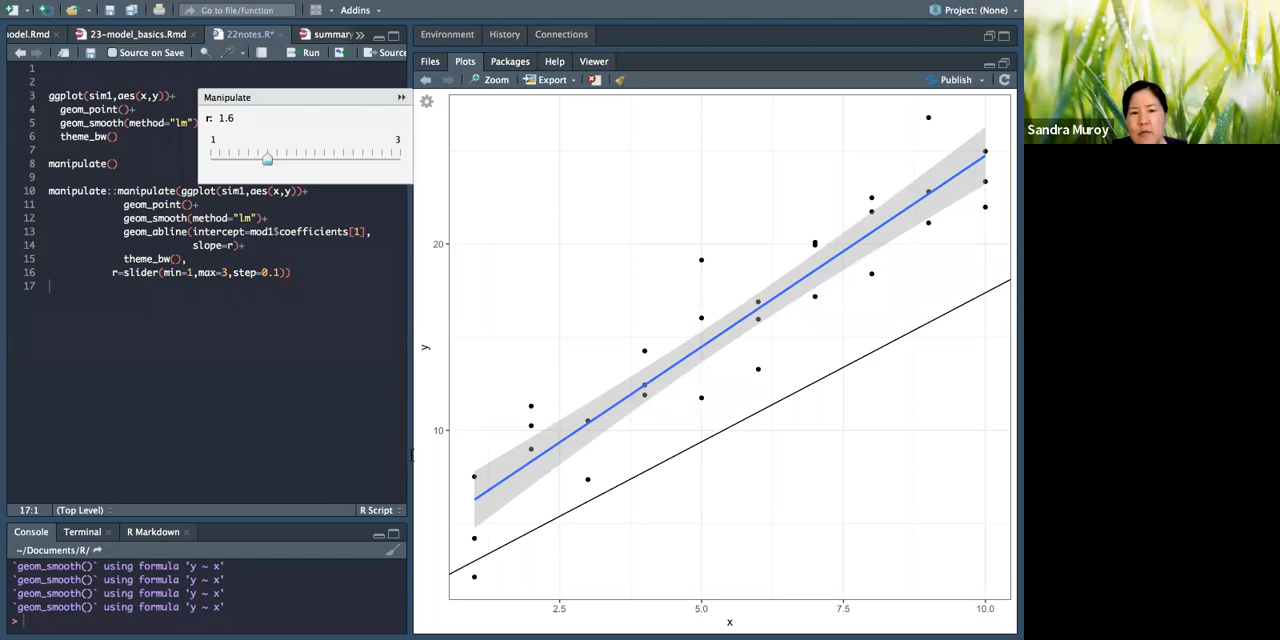 Go to file/function
Addins
Project: (None)
odel.Rmd
23-model_basics.Rmd
22notes.R*
summary
Source on Save
Run
Source
1
2
3 ggplot(sim1,aes(x,y))+
4 geom_point()+
5 geom_smooth(method="lm")
6 theme_bw()
7
8 manipulate()
9
10 manipulate::manipulate(ggplot(sim1,aes(x,y))+
11 geom_point()+
12 geom_smooth(method="lm")+
13 geom_abline(intercept=mod1$coefficients[1],
14 slope=r)+
15 theme_bw(),
16 r=slider(min=1,max=3,step=0.1))
17
Manipulate
r: 1.6
1 3
17:1 (Top Level) R Script
Console Terminal R Markdown
~/Documents/R/
`geom_smooth()` using formula 'y ~ x'
`geom_smooth()` using formula 'y ~ x'
`geom_smooth()` using formula 'y ~ x'
`geom_smooth()` using formula 'y ~ x'
>
Environment History Connections
Files Plots Packages Help Viewer
Zoom Export Publish
20
10
y
2.5 5.0 7.5 10.0
x
Sandra Muroy